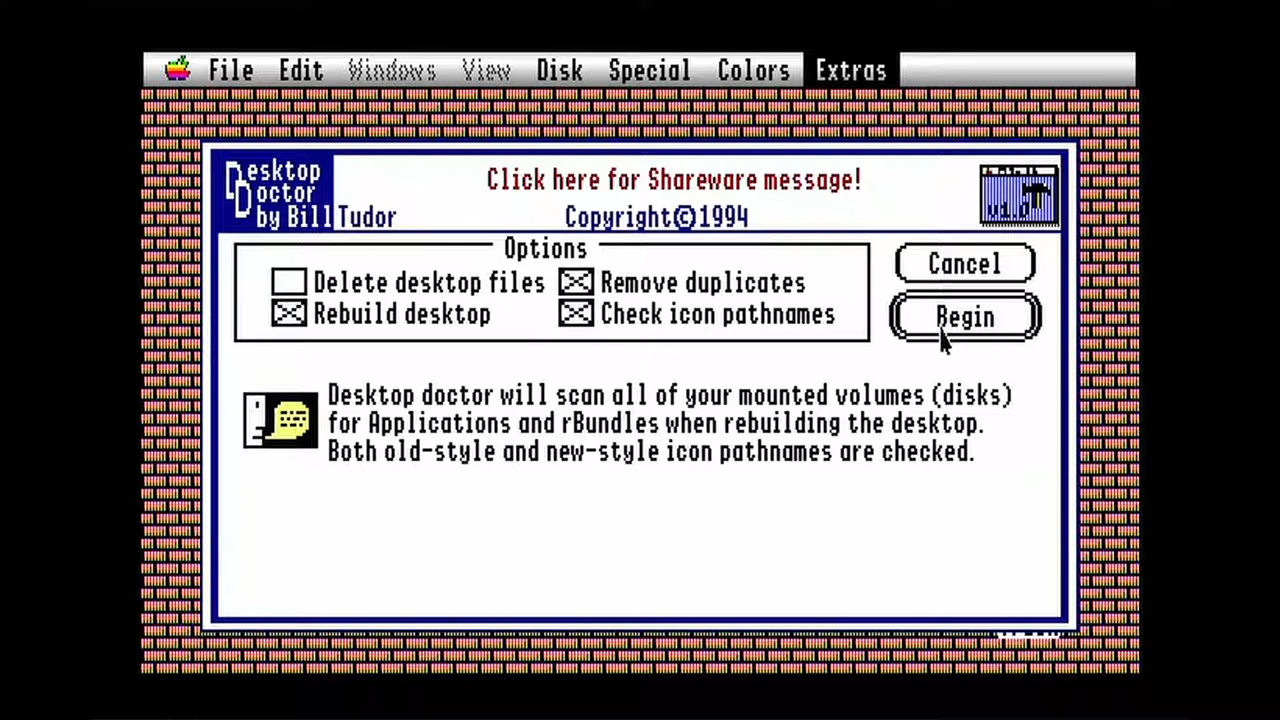 File Edit Windows View Disk Special Colors Extras
Desktop
Doctor
by Bill Tudor
Click here for Shareware message!
Copyright©1994
Options
Delete desktop files
Remove duplicates
Rebuild desktop
Check icon pathnames
Cancel
Begin
Desktop doctor will scan all of your mounted volumes (disks)
for Applications and rBundles when rebuilding the desktop.
Both old-style and new-style icon pathnames are checked.